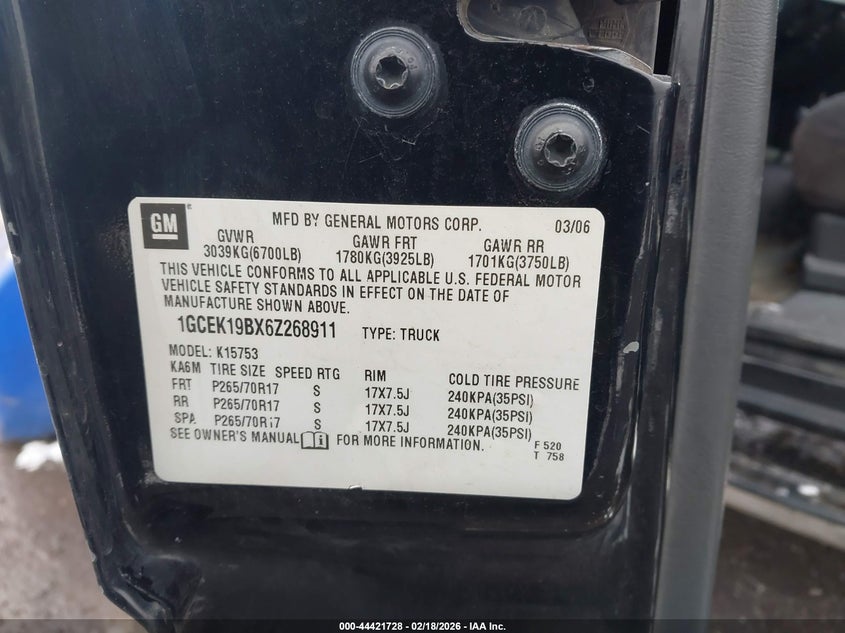 GM
MFD BY GENERAL MOTORS CORP. 03/06
GVWR GAWR FRT GAWR RR
3039KG(6700LB) 1780KG(3925LB) 1701KG(3750LB)
THIS VEHICLE CONFORMS TO ALL APPLICABLE U.S. FEDERAL MOTOR
VEHICLE SAFETY STANDARDS IN EFFECT ON THE DATE OF
MANUFACTURE SHOWN ABOVE.
1GCEK19BX6Z268911 TYPE: TRUCK
MODEL: K15753
KA6M TIRE SIZE SPEED RTG RIM COLD TIRE PRESSURE
FRT P265/70R17 S 17X7.5J 240KPA(35PSI)
RR P265/70R17 S 17X7.5J 240KPA(35PSI)
SPA P265/70R17 S 17X7.5J 240KPA(35PSI)
SEE OWNER'S MANUAL FOR MORE INFORMATION.
F 520
T 758
000-44421728 - 02/18/2026 - IAA Inc.